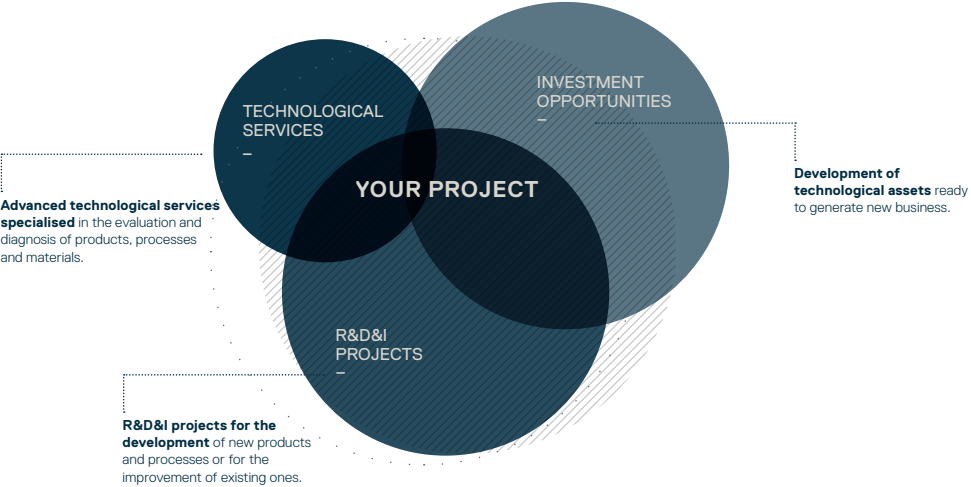 INVESTMENT
OPPORTUNITIES
–
TECHNOLOGICAL
SERVICES
–
YOUR PROJECT
Development of
technological assets ready
to generate new business.
Advanced technological services
specialised in the evaluation and
diagnosis of products, processes
and materials.
R&D&I
PROJECTS
–
R&D&I projects for the
development of new products
and processes or for the
improvement of existing ones.